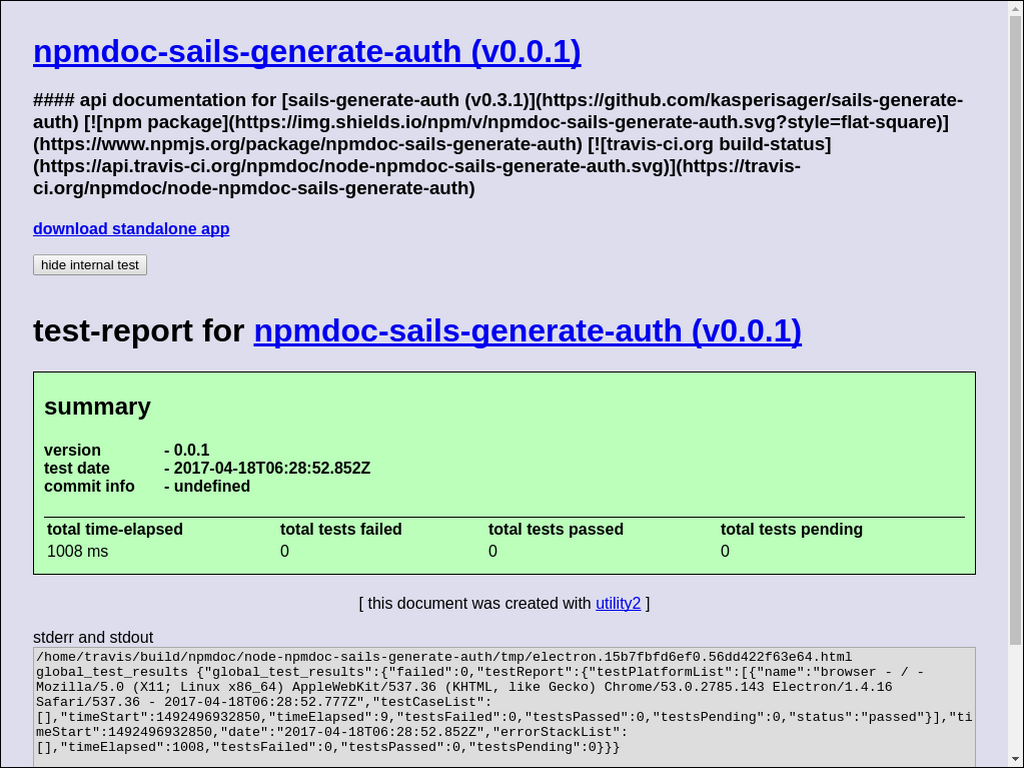 npmdoc-sails-generate-auth (v0.0.1)
#### api documentation for [sails-generate-auth (v0.3.1)](https://github.com/kasperisager/sails-generate-
auth) [![npm package](https://img.shields.io/npm/v/npmdoc-sails-generate-auth.svg?style=flat-square)]
(https://www.npmjs.org/package/npmdoc-sails-generate-auth) [![travis-ci.org build-status]
(https://api.travis-ci.org/npmdoc/node-npmdoc-sails-generate-auth.svg)](https://travis-
ci.org/npmdoc/node-npmdoc-sails-generate-auth)
download standalone app
hide internal test
test-report for npmdoc-sails-generate-auth (v0.0.1)
summary
version - 0.0.1
test date - 2017-04-18T06:28:52.852Z
commit info - undefined
total time-elapsed total tests failed total tests passed total tests pending
1008 ms 0 0 0
[ this document was created with utility2 ]
stderr and stdout
/home/travis/build/npmdoc/node-npmdoc-sails-generate-auth/tmp/electron.15b7fbfd6ef0.56dd422f63e64.html
global_test_results {"global_test_results":{"failed":0,"testReport":{"testPlatformList":[{"name":"browser - / -
Mozilla/5.0 (X11; Linux x86_64) AppleWebKit/537.36 (KHTML, like Gecko) Chrome/53.0.2785.143 Electron/1.4.16
Safari/537.36 - 2017-04-18T06:28:52.777Z","testCaseList":
[],"timeStart":1492496932850,"timeElapsed":9,"testsFailed":0,"testsPassed":0,"testsPending":0,"status":"passed"}],"ti
meStart":1492496932850,"date":"2017-04-18T06:28:52.852Z","errorStackList":
[],"timeElapsed":1008,"testsFailed":0,"testsPassed":0,"testsPending":0}}}